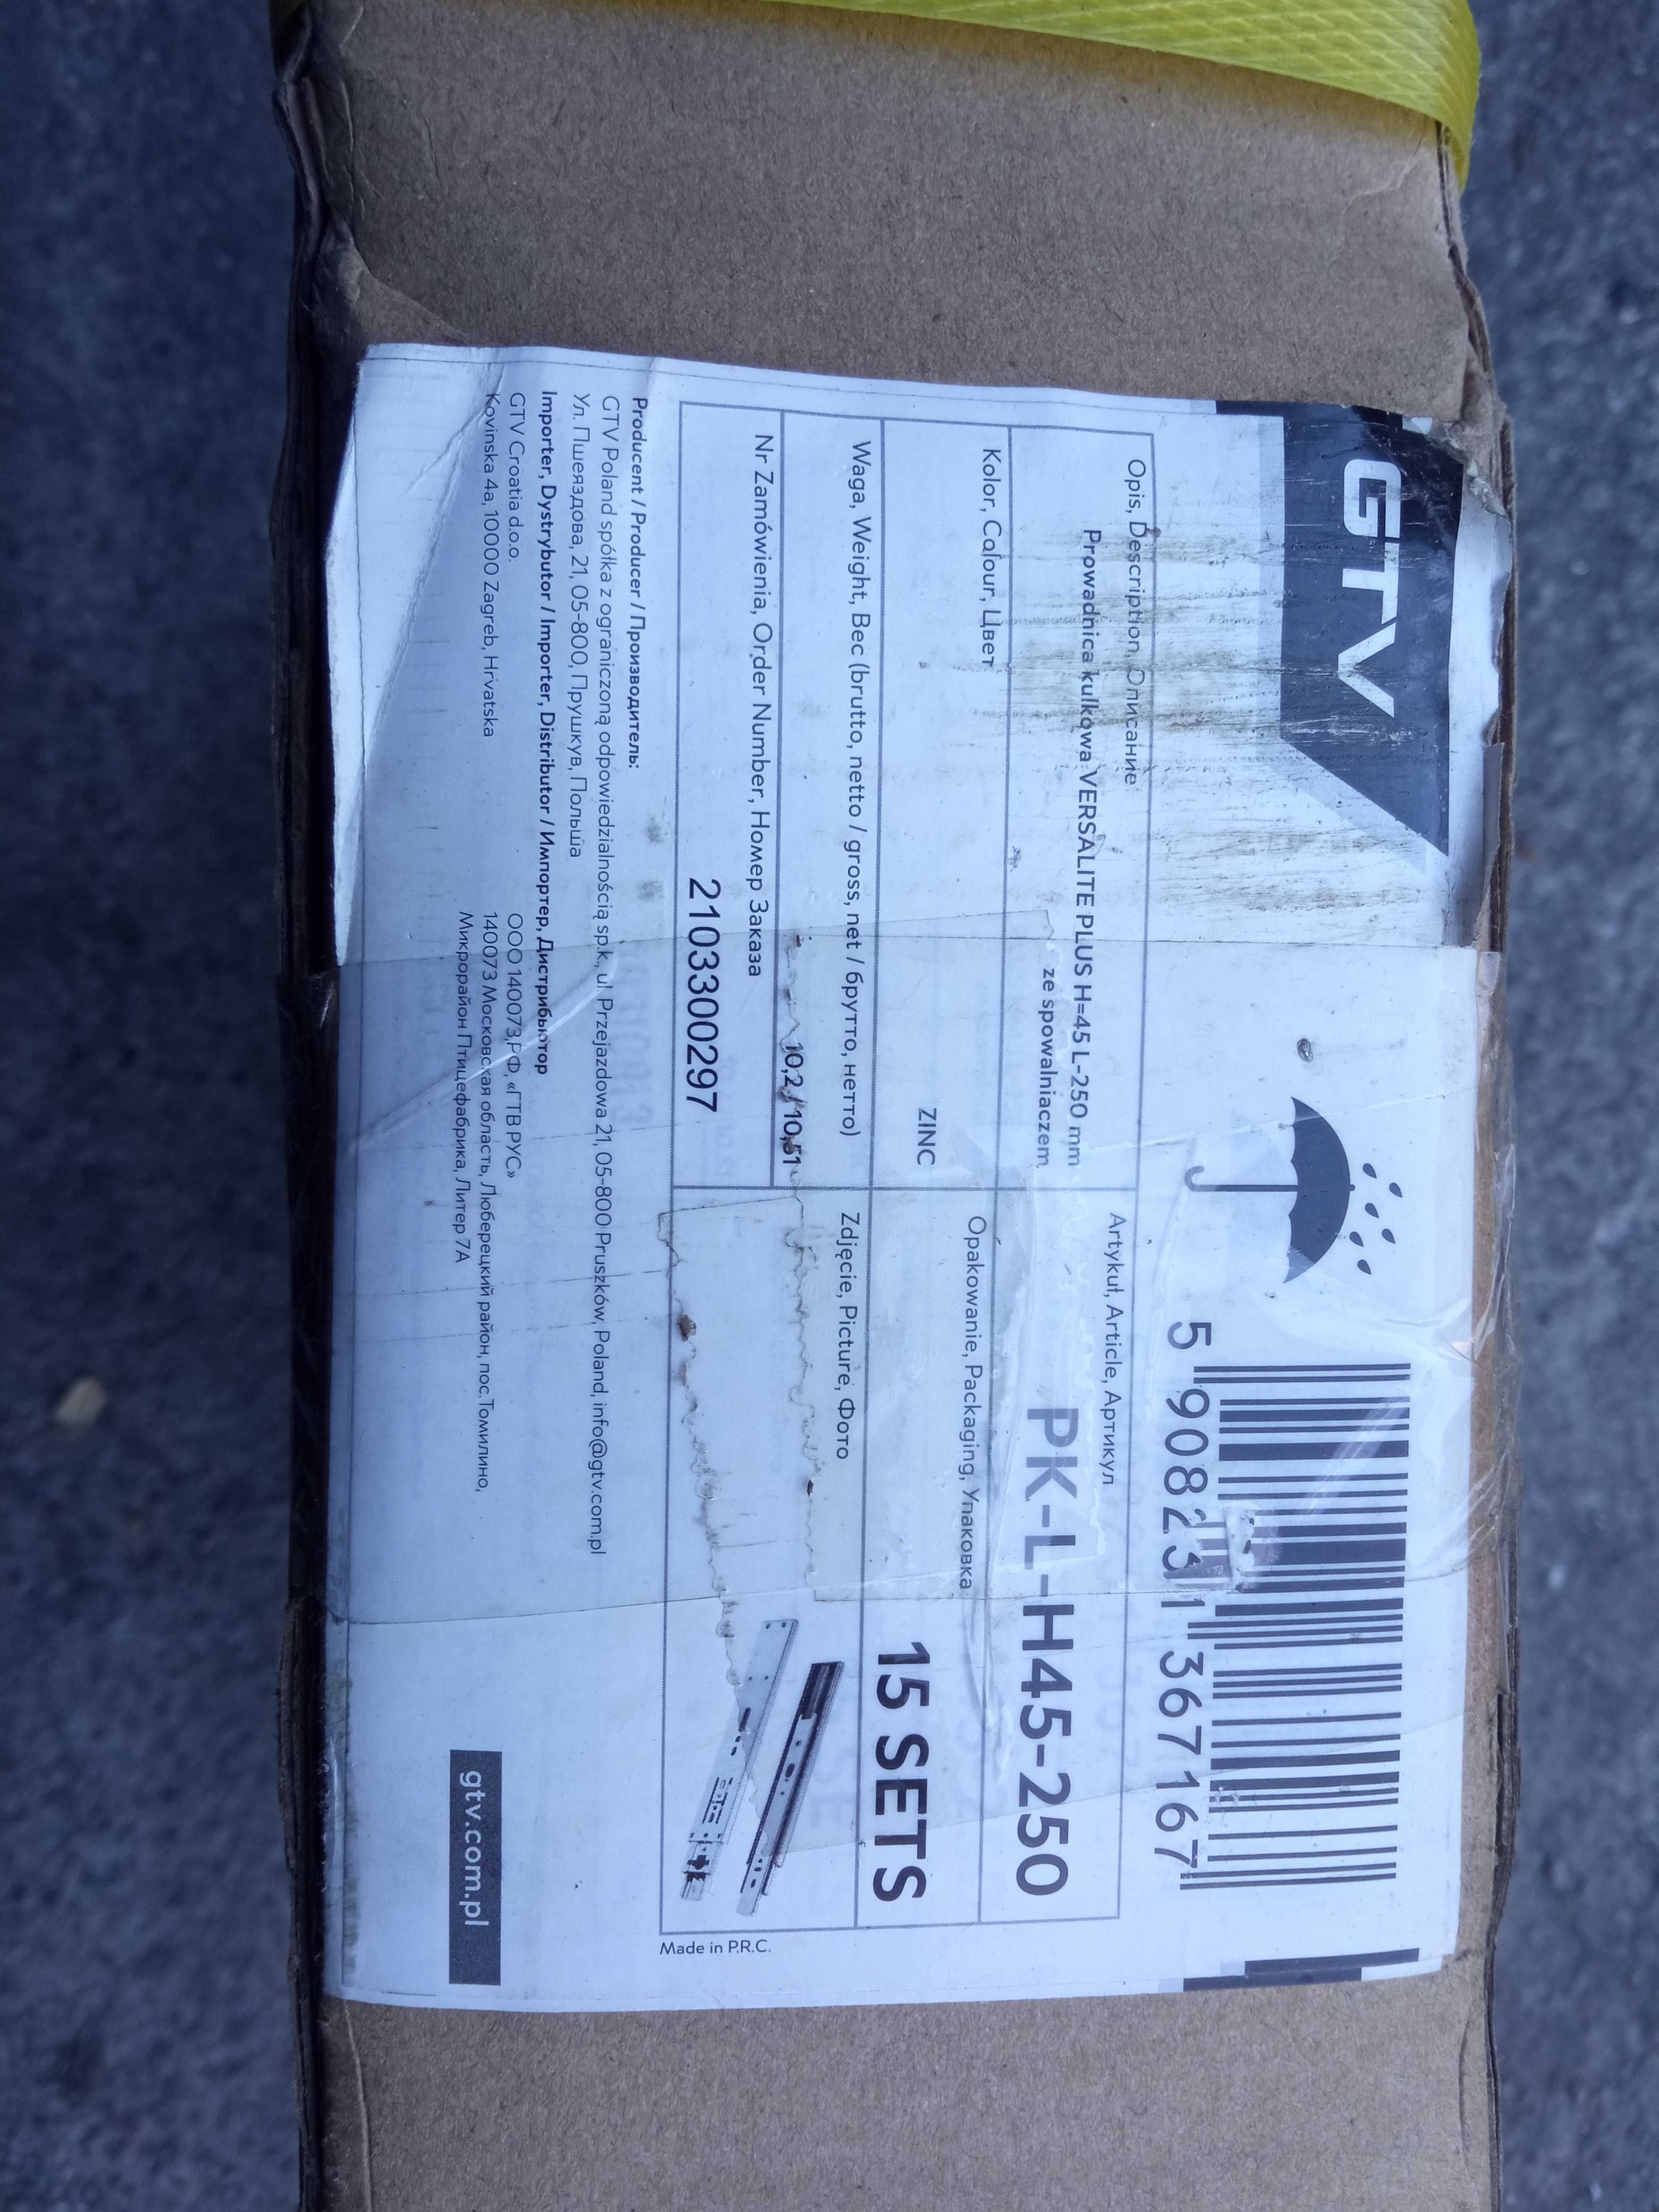 GTV
5 908231 367167
Opis, Description, Описание
Prowadnica kulkowa VERSALITE PLUS H=45 L-250 mm
ze spowalniaczem
Artykuł, Article, Артикул
PK-L-H45-250
Kolor, Colour, Цвет
ZINC
Opakowanie, Packaging, Упаковка
15 SETS
Waga, Weight, Вес (brutto, netto / gross, net / брутто, нетто)
10,2 / 10,51
Zdjęcie, Picture, Фото
Nr Zamówienia, Order Number, Номер Заказа
2103300297
Made in P.R.C.
Producent / Producer / Производитель:
GTV Poland spółka z ograniczoną odpowiedzialnością sp.k., ul. Przejazdowa 21, 05-800 Pruszków, Poland, info@gtv.com.pl
Ул. Пшеяздова, 21, 05-800, Прушкув, Польша
Importer, Dystrybutor / Importer, Distributor / Импортер, Дистрибьютор
GTV Croatia d.o.o.
Kovinska 4a, 10000 Zagreb, Hrvatska
ООО 140073,РФ, «ГТВ РУС»
140073 Московская область, Люберецкий район, пос. Томилино,
Микрорайон Птицефабрика, Литер 7А
gtv.com.pl